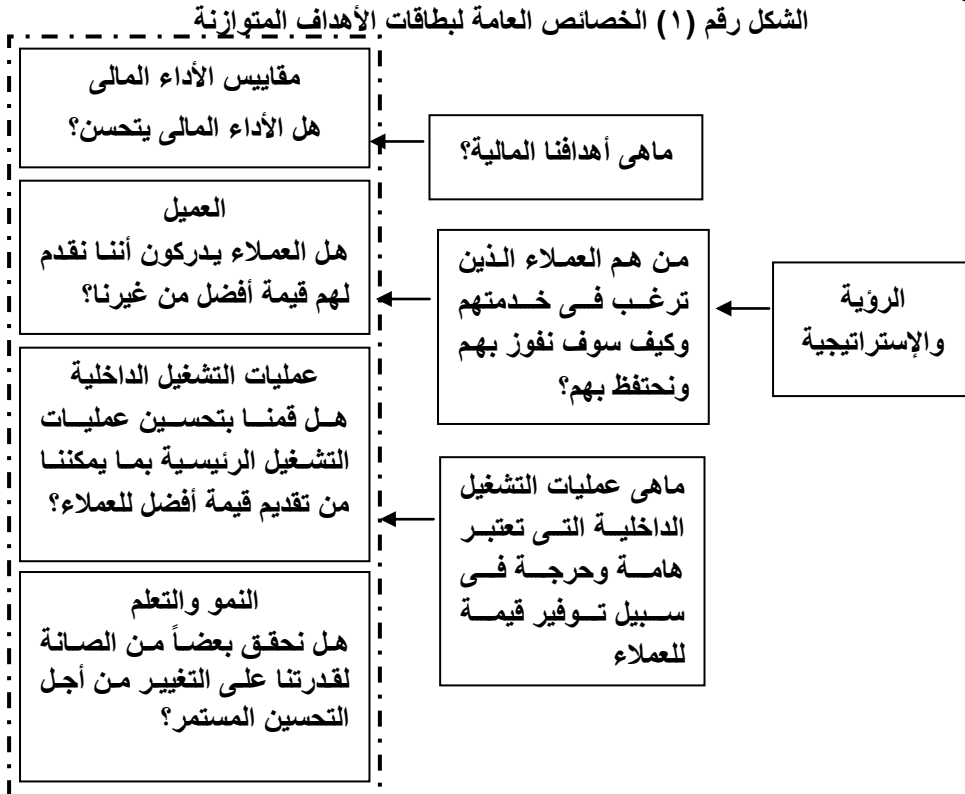 الشكل رقم (١) الخصائص العامة لبطاقات الأهداف المتوازنة
الرؤية
والإستراتيجية
ماهى أهدافنا المالية؟
من هم العملاء الذين
ترغب فى خدمتهم
وكيف سوف نفوز بهم
ونحتفظ بهم؟
ماهى عمليات التشغيل
الداخلية التى تعتبر
هامة وحرجة فى
سبيل توفير قيمة
للعملاء
مقاييس الأداء المالى
هل الأداء المالى يتحسن؟
العميل
هل العملاء يدركون أننا نقدم
لهم قيمة أفضل من غيرنا؟
عمليات التشغيل الداخلية
هل قمنا بتحسين عمليات
التشغيل الرئيسية بما يمكننا
من تقديم قيمة أفضل للعملاء؟
النمو والتعلم
هل نحقق بعضاً من الصانة
لقدرتنا على التغيير من أجل
التحسين المستمر؟